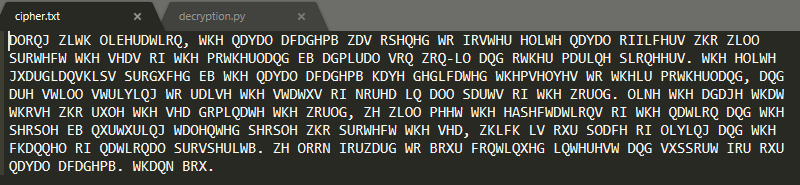 cipher.txt
decryption.py
DORQJ ZLWK OLEHUDWLRQ, WKH QDYDO DFDGHPB ZDV RSHQHG WR IRVWHU HOLWH QDYDO RIILFHUV ZKR ZLOO
SURWHFW WKH VHDV RI WKH PRWKHUODQG EB DGPLUDO VRQ ZRQ-LO DQG RWKHU PDULQH SLRQHHUV. WKH HOLWH
JXDUGLDQVKLSV SURGXFHG EB WKH QDYDO DFDGHPB KDYH GHGLFDWHG WKHPVHOYHV WR WKHLU PRWKHUODQG, DQG
DUH VWLOO VWULYLQJ WR UDLVH WKH VWDWXV RI NRUHD LQ DOO SDUWV RI WKH ZRUOG. OLNH WKH DGDJH WKDW
WKRVH ZKR UXOH WKH VHD GRPLQDWH WKH ZRUOG, ZH ZLOO PHHW WKH HASHFWDWLRQV RI WKH QDWLRQ DQG WKH
SHRSOH EB QXUWXULQJ WDOHQWHG SHRSOH ZKR SURWHFW WKH VHD, ZKLFK LV RXU SODFH RI OLYLQJ DQG WKH
FKDQQHO RI QDWLRQDO SURVSHULWB. ZH ORRN IRUZDUG WR BRXU FRQWLQXHG LQWHUHVW DQG VXSSRUW IRU RXU
QDYDO DFDGHPB. WKDQN BRX.